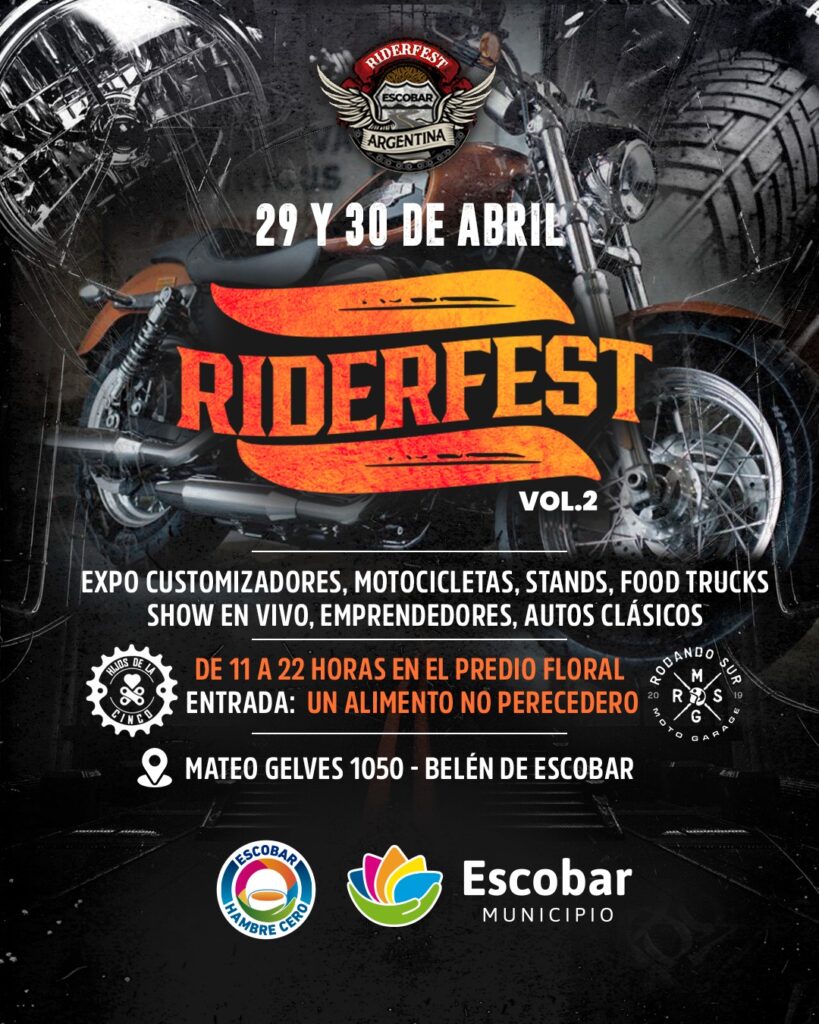 RIDERFEST
ESCOBAR
ARGENTINA
29 Y 30 DE ABRIL
RIDERFEST
VOL.2
EXPO CUSTOMIZADORES, MOTOCICLETAS, STANDS, FOOD TRUCKS
SHOW EN VIVO, EMPRENDEDORES, AUTOS CLÁSICOS
HIJOS DE LA
CINCO
DE 11 A 22 HORAS EN EL PREDIO FLORAL
ENTRADA: UN ALIMENTO NO PERECEDERO
RODANDO SUR
M
20 R S 19
G
MOTO GARAGE
MATEO GELVES 1050 - BELÉN DE ESCOBAR
ESCOBAR
HAMBRE CERO
Escobar
MUNICIPIO